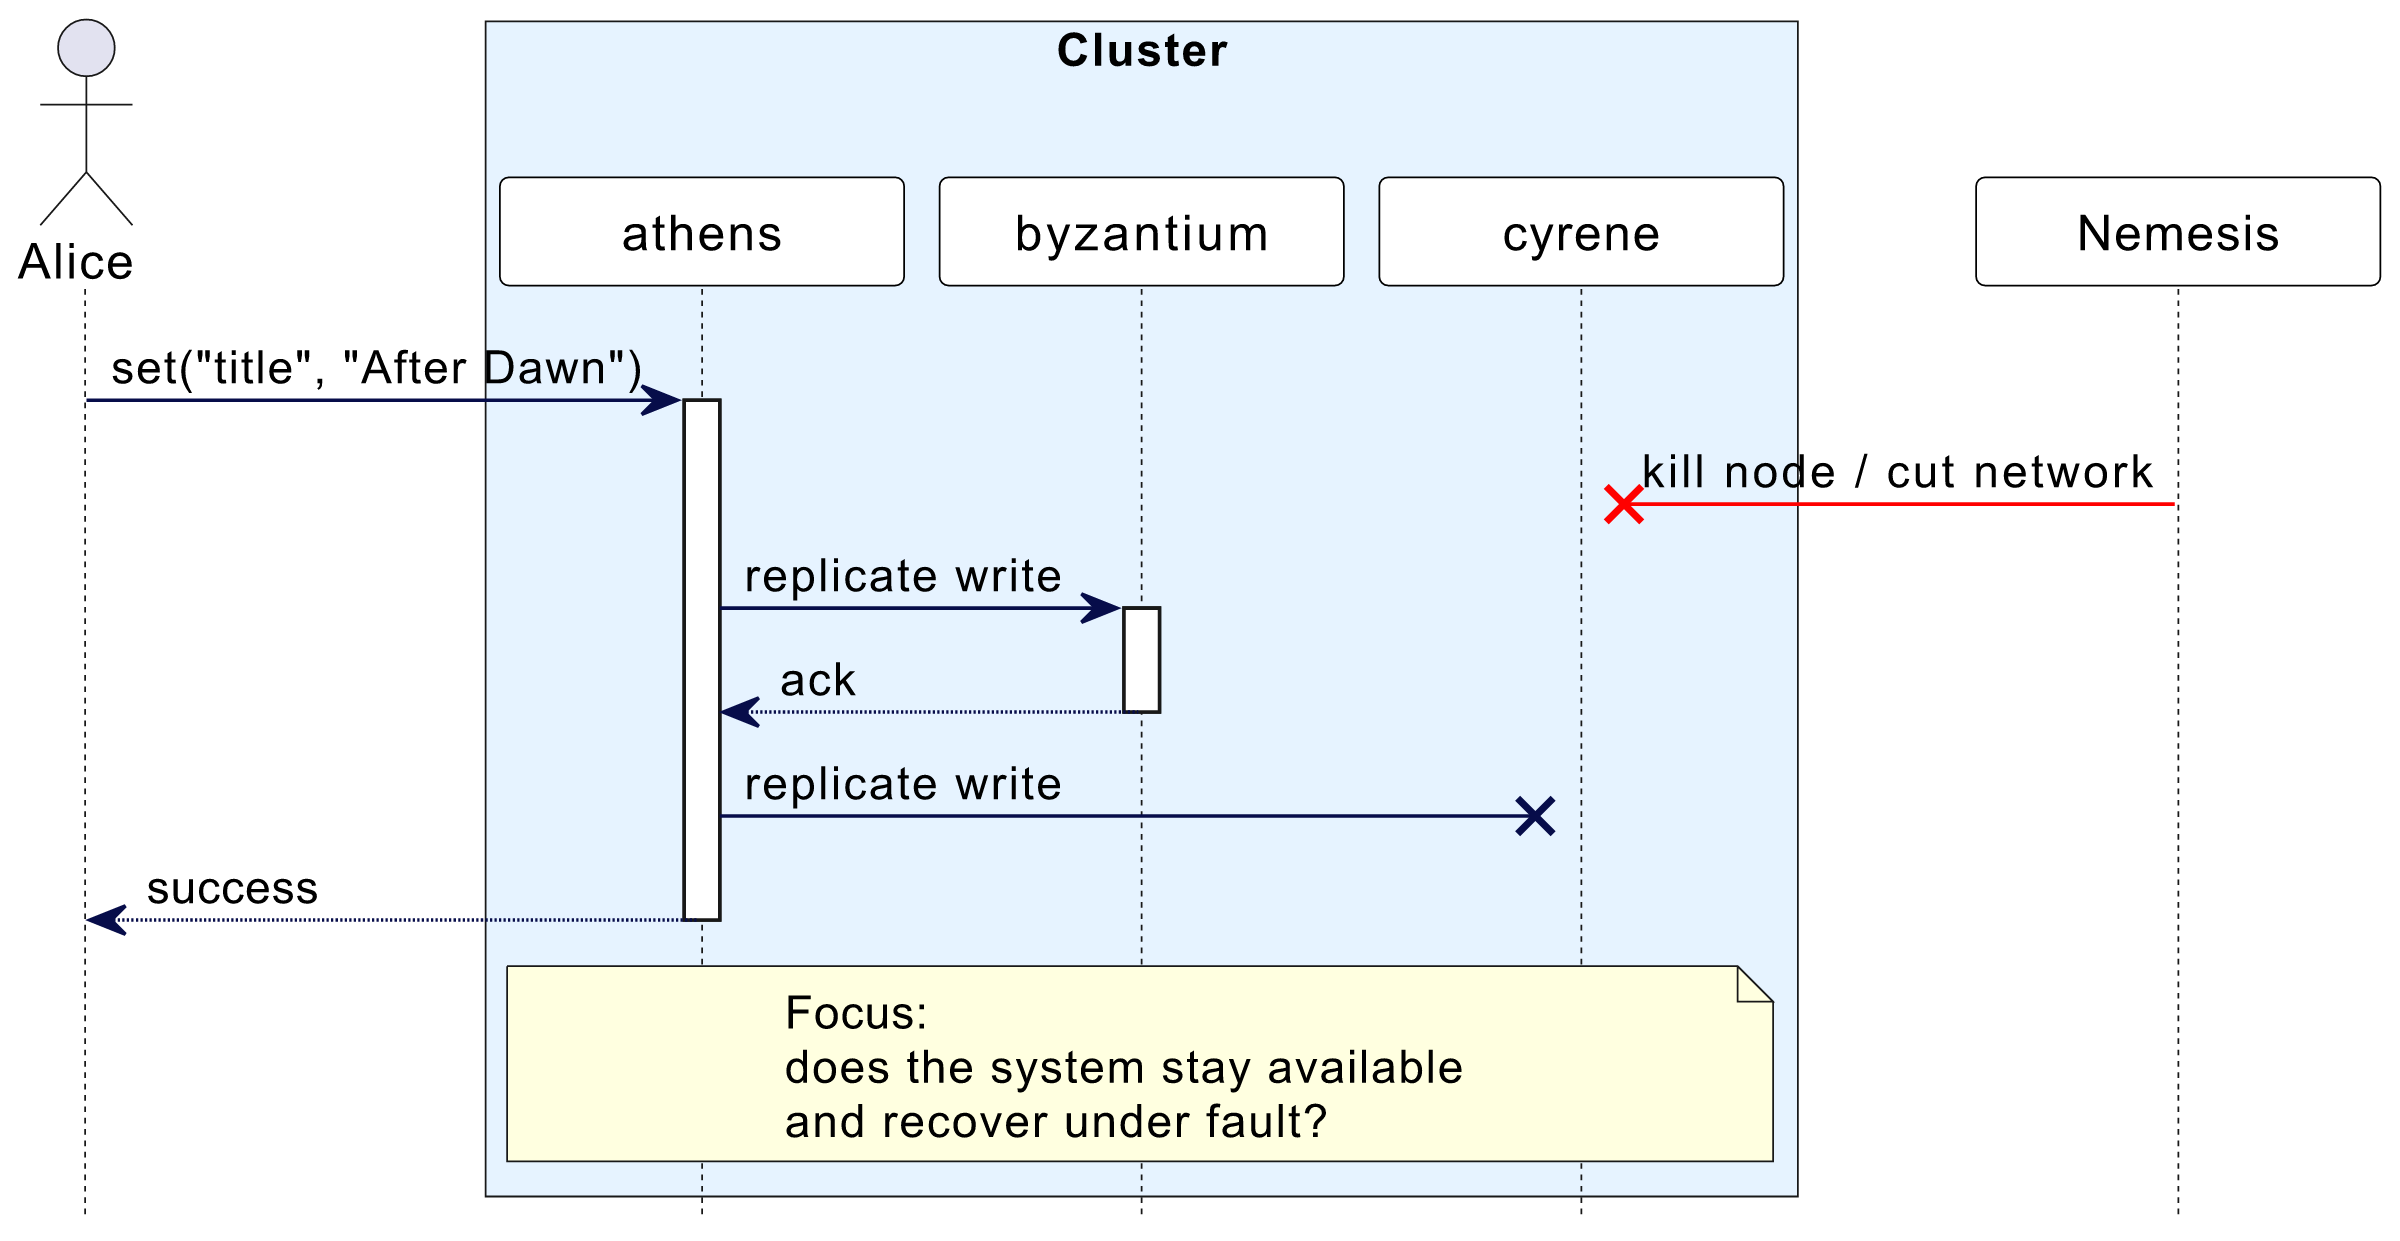 Cluster
Alice
athens
byzantium
cyrene
Nemesis
set("title", "After Dawn")
kill node / cut network
replicate write
ack
replicate write
success
Focus:
does the system stay available
and recover under fault?